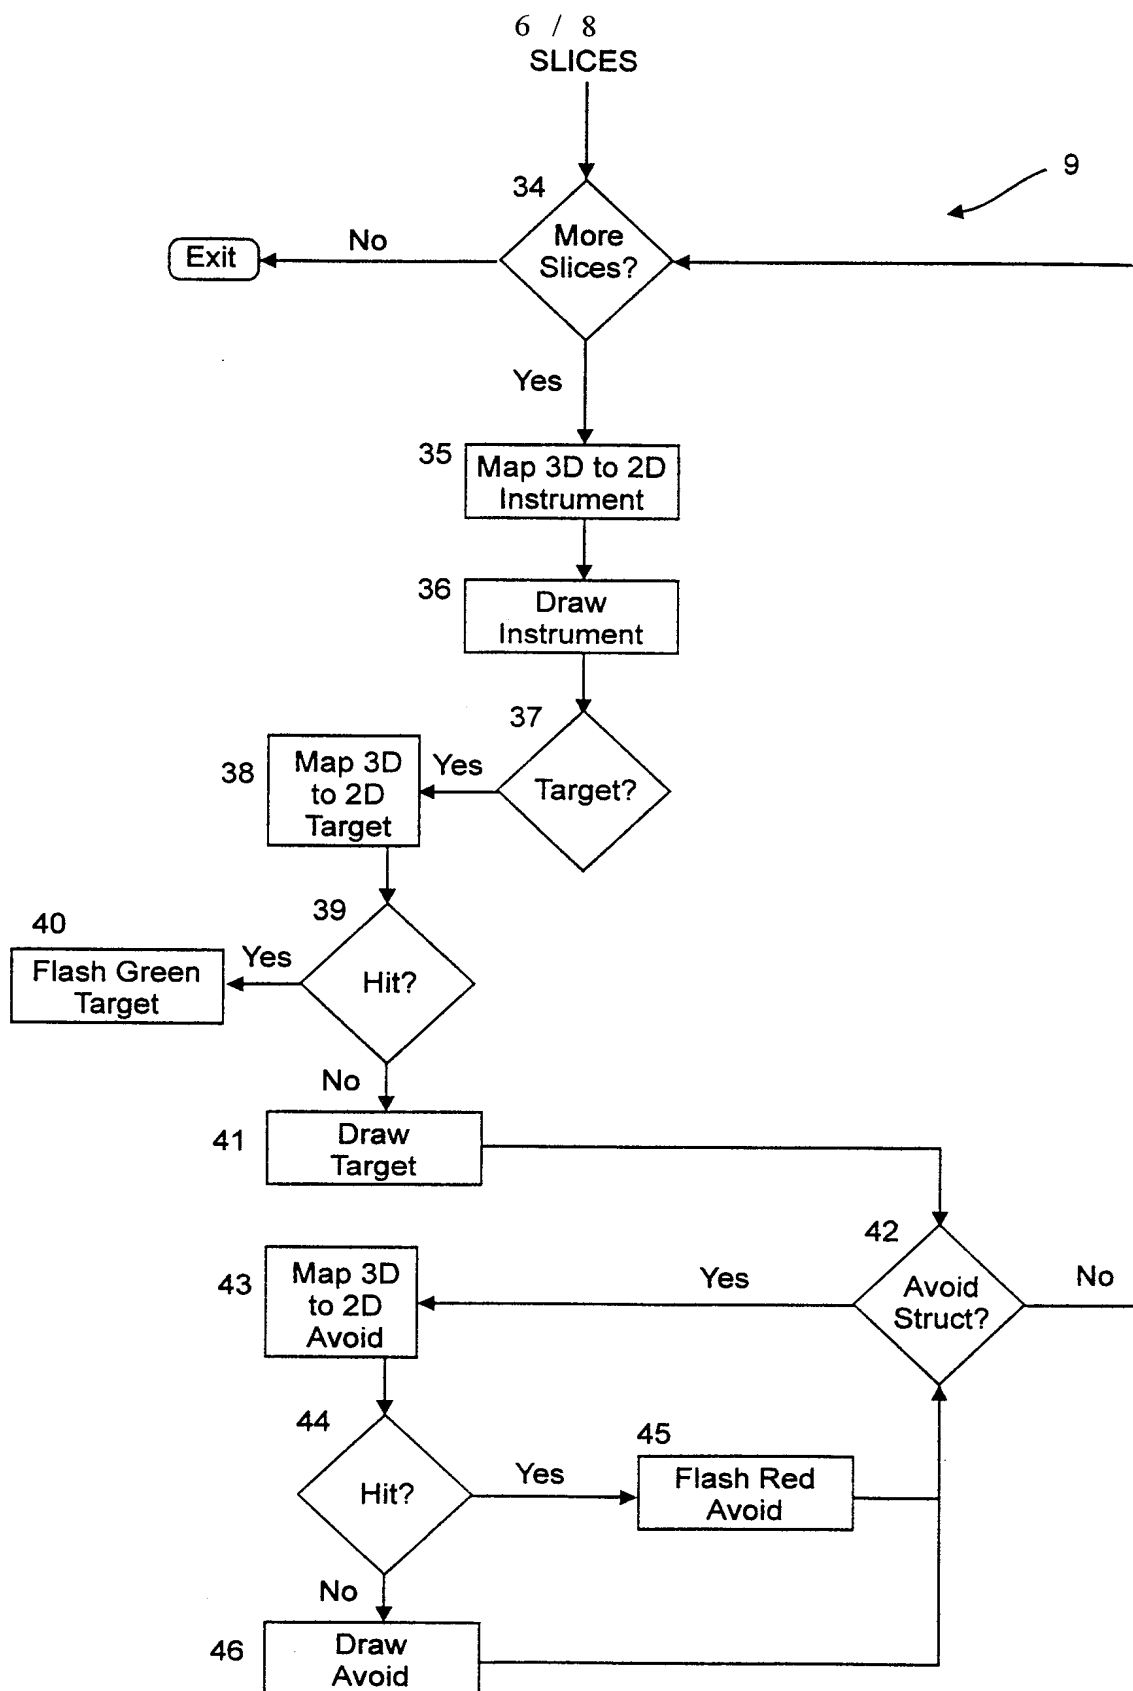 6 / 8
SLICES
34
9
More
Slices?
No
Exit
Yes
35
Map 3D to 2D
Instrument
36
Draw
Instrument
37
Target?
Yes
38
Map 3D
to 2D
Target
39
Hit?
Yes
40
Flash Green
Target
No
41
Draw
Target
42
Avoid
Struct?
No
Yes
43
Map 3D
to 2D
Avoid
44
Hit?
Yes
45
Flash Red
Avoid
No
46
Draw
Avoid